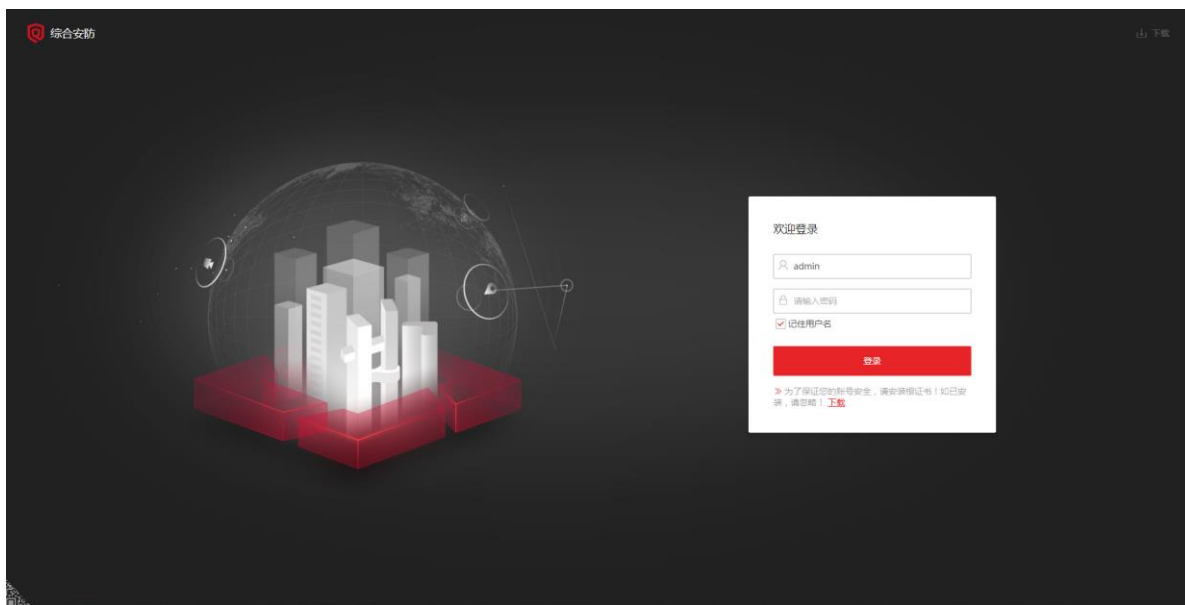 综合安防
下载
欢迎登录
admin
请输入密码
记住用户名
登录
为了保证您的账号安全，请安装根证书！如已安
装，请忽略！ 下载